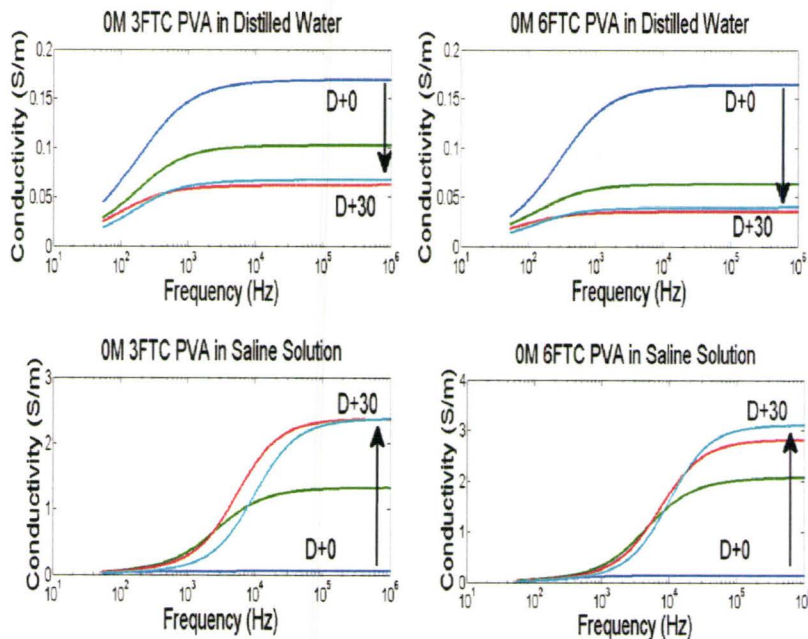 0M 3FTC PVA in Distilled Water
Conductivity (S/m)
0.2
0.15
0.1
0.05
0
D+0
D+30
10^1 10^2 10^3 10^4 10^5 10^6
Frequency (Hz)
0M 6FTC PVA in Distilled Water
Conductivity (S/m)
0.2
0.15
0.1
0.05
0
D+0
D+30
10^1 10^2 10^3 10^4 10^5 10^6
Frequency (Hz)
0M 3FTC PVA in Saline Solution
Conductivity (S/m)
3
2
1
0
D+30
D+0
10^1 10^2 10^3 10^4 10^5 10^6
Frequency (Hz)
0M 6FTC PVA in Saline Solution
Conductivity (S/m)
4
3
2
1
0
D+30
D+0
10^1 10^2 10^3 10^4 10^5 10
Frequency (Hz)